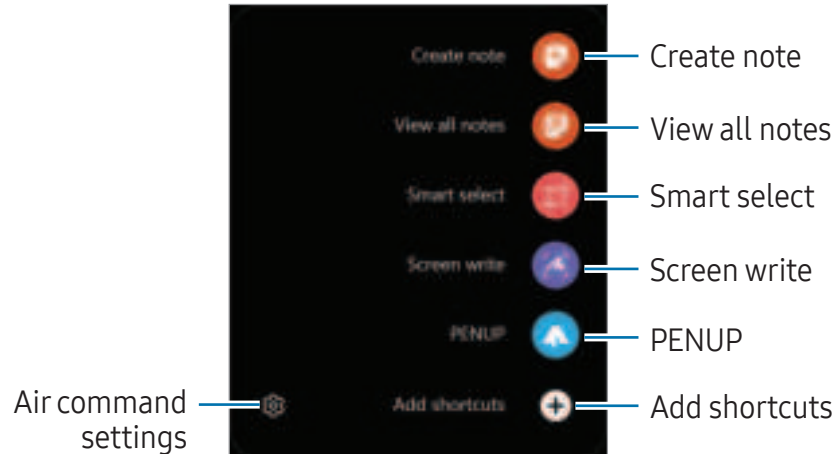 Create note Create note
View all notes View all notes
Smart select Smart select
Screen write Screen write
PENUP PENUP
Air command
settings
Add shortcuts Add shortcuts